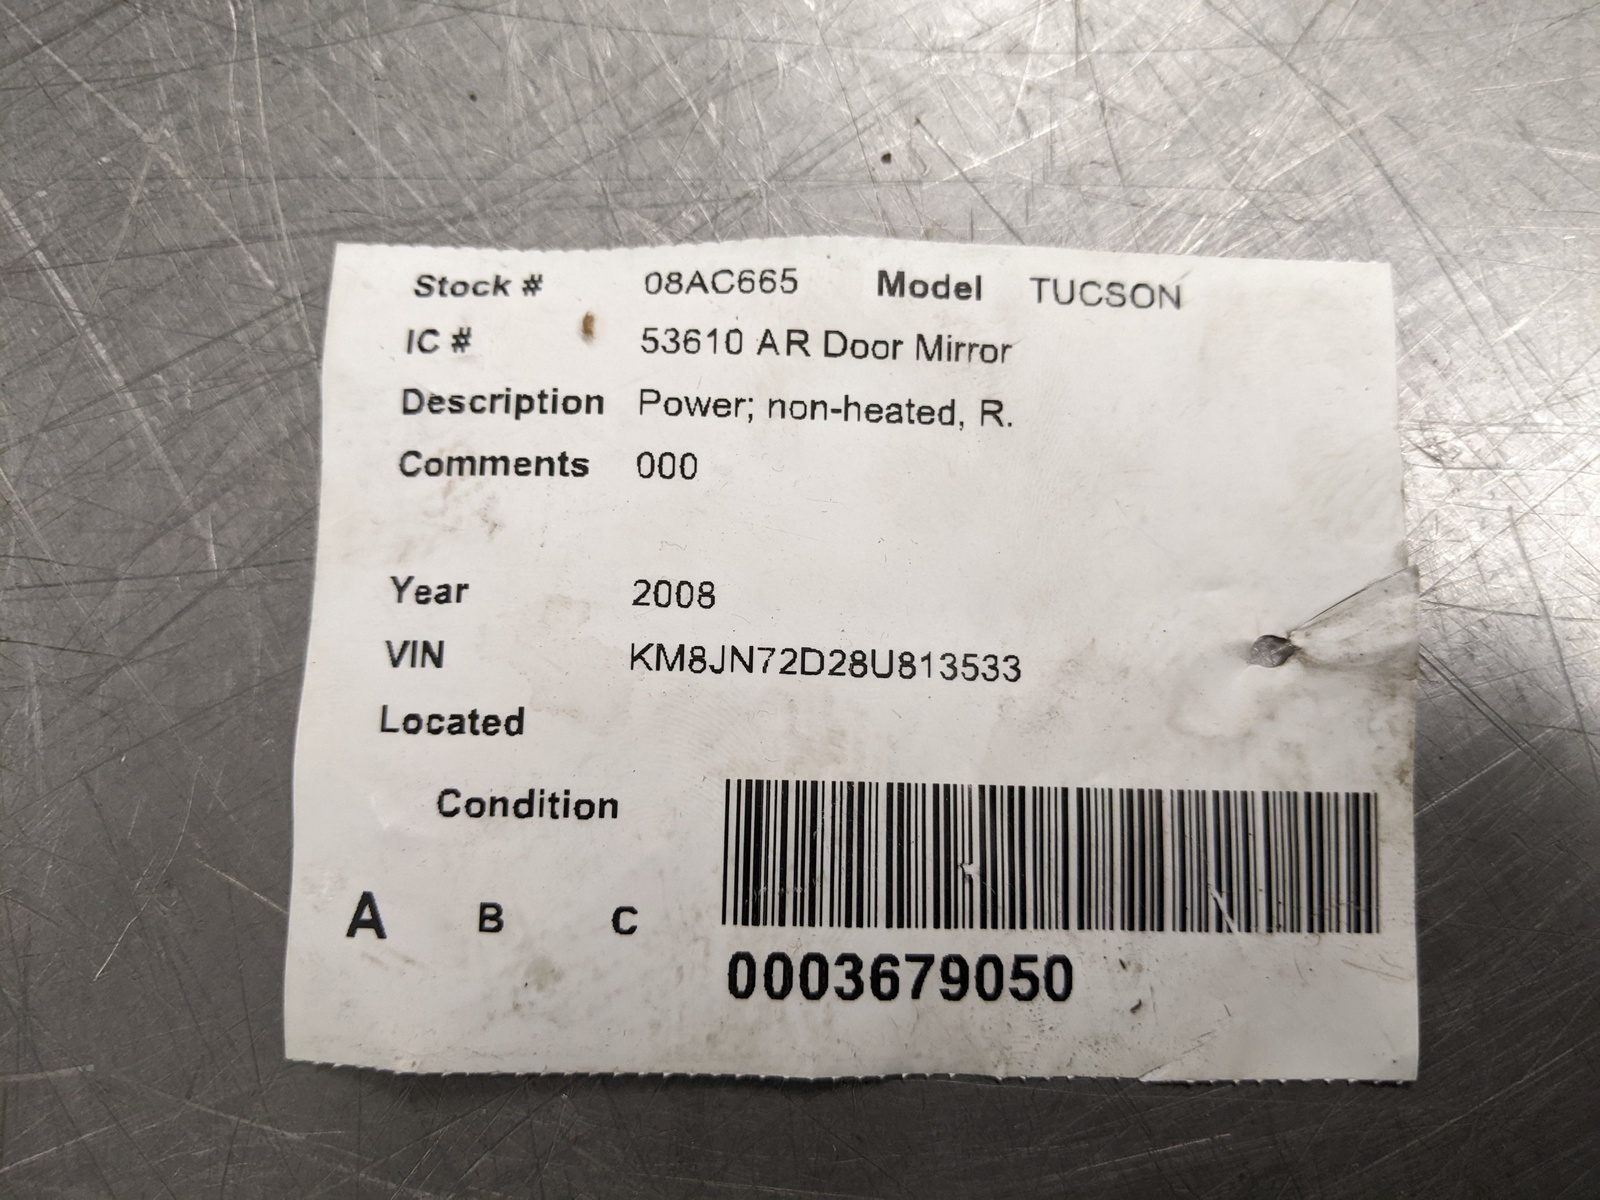 Stock # 08AC665 Model TUCSON
IC # 53610 AR Door Mirror
Description Power; non-heated, R.
Comments 000
Year 2008
VIN KM8JN72D28U813533
Located
Condition
A B C
0003679050